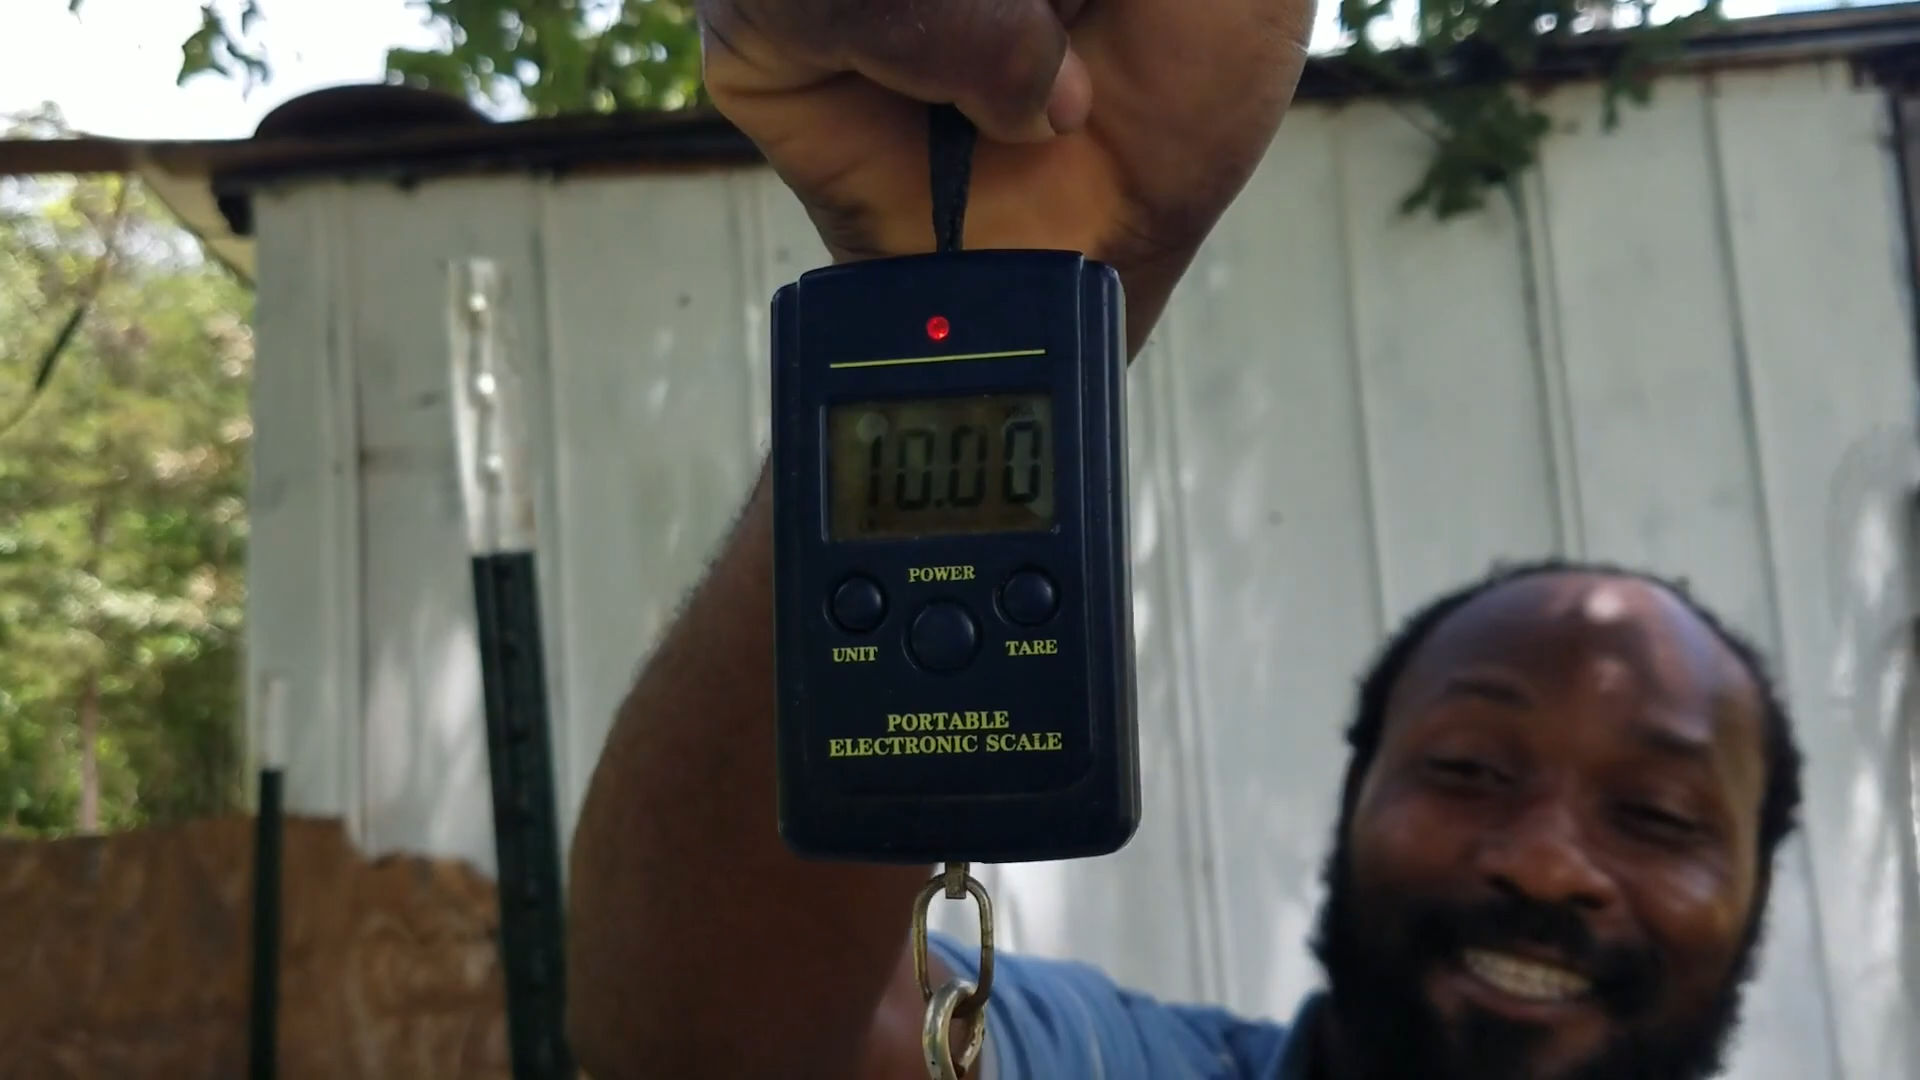 10.00
POWER
UNIT
TARE
PORTABLE
ELECTRONIC SCALE